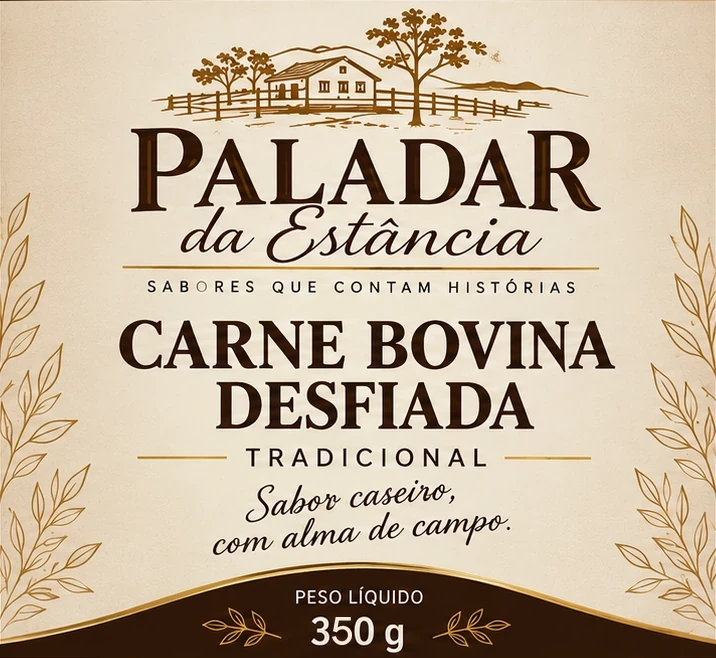 PALADAR
da Estância
SABORES QUE CONTAM HISTÓRIAS
CARNE BOVINA
DESFIADA
TRADICIONAL
Sabor caseiro,
com alma de campo.
PESO LÍQUIDO
350 g